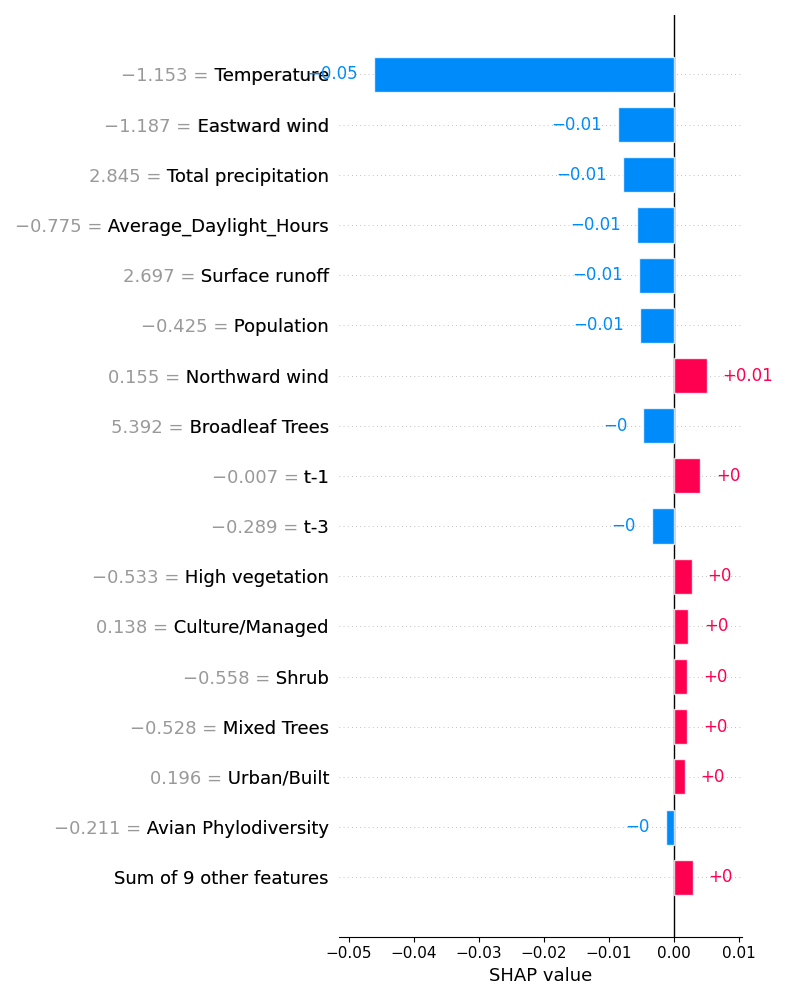 −1.153 = Temperature −0.05
−1.187 = Eastward wind −0.01
2.845 = Total precipitation −0.01
−0.775 = Average_Daylight_Hours −0.01
2.697 = Surface runoff −0.01
−0.425 = Population −0.01
0.155 = Northward wind +0.01
5.392 = Broadleaf Trees −0
−0.007 = t-1 +0
−0.289 = t-3 −0
−0.533 = High vegetation +0
0.138 = Culture/Managed +0
−0.558 = Shrub +0
−0.528 = Mixed Trees +0
0.196 = Urban/Built +0
−0.211 = Avian Phylodiversity −0
Sum of 9 other features +0
−0.05 −0.04 −0.03 −0.02 −0.01 0.00 0.01
SHAP value